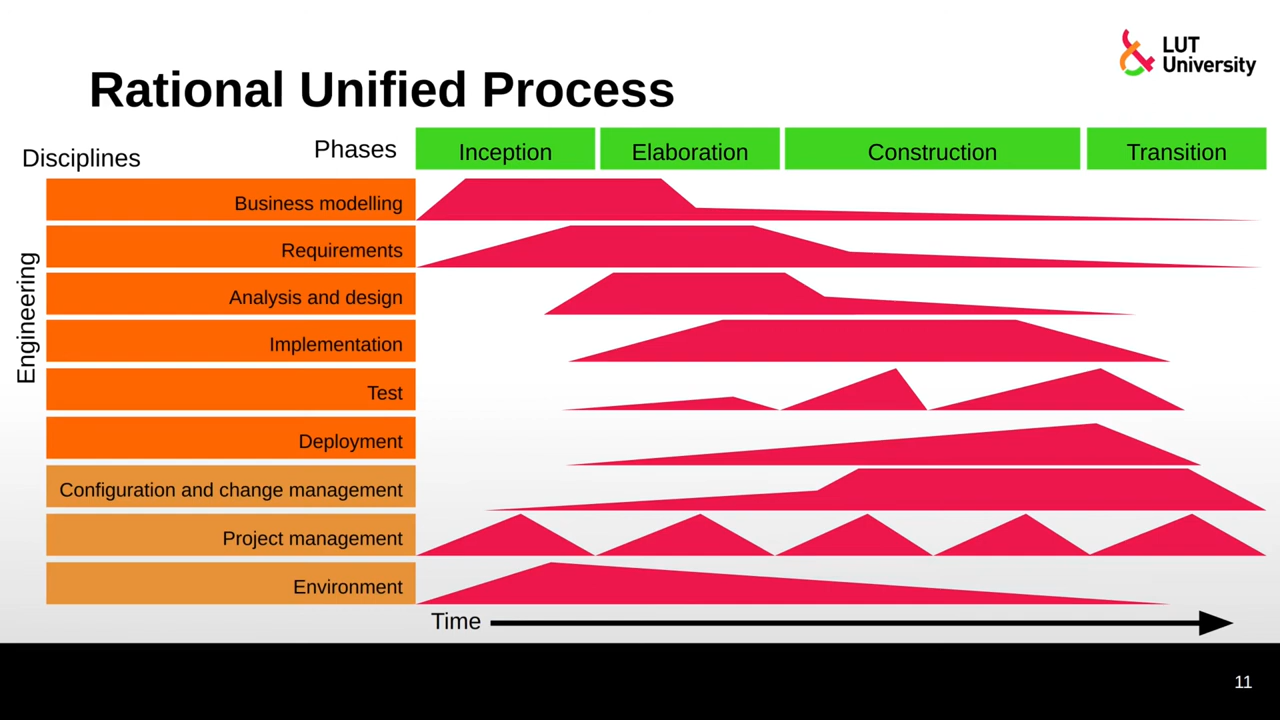 LUT
University
Rational Unified Process
Disciplines
Phases
Inception
Elaboration
Construction
Transition
Engineering
Business modelling
Requirements
Analysis and design
Implementation
Test
Deployment
Configuration and change management
Project management
Environment
Time
11